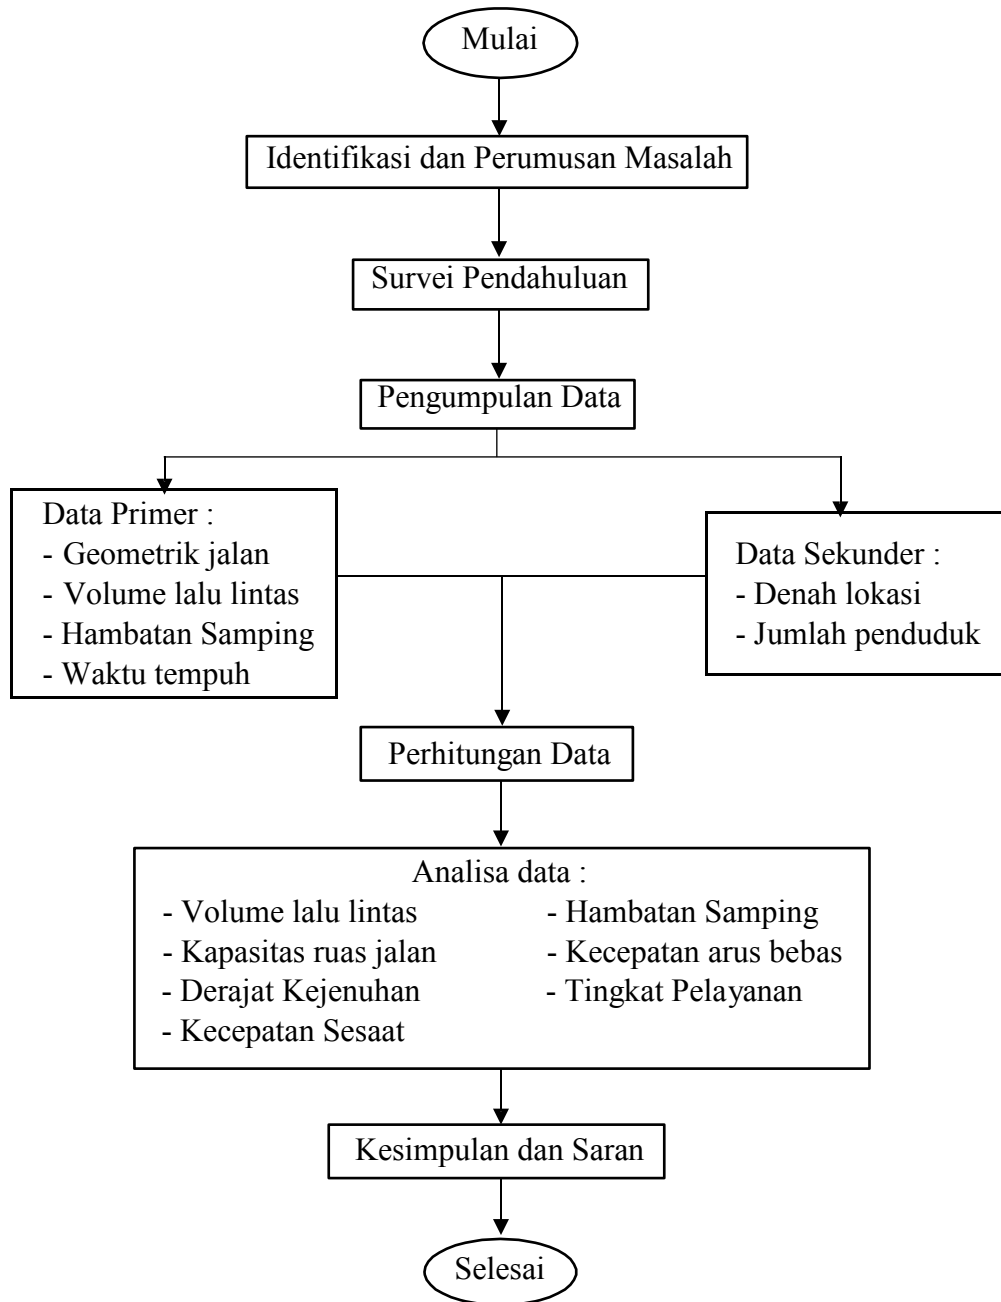 Mulai
Identifikasi dan Perumusan Masalah
Survei Pendahuluan
Pengumpulan Data
Data Primer :
- Geometrik jalan
- Volume lalu lintas
- Hambatan Samping
- Waktu tempuh
Data Sekunder :
- Denah lokasi
- Jumlah penduduk
Perhitungan Data
Analisa data :
- Volume lalu lintas
- Kapasitas ruas jalan
- Derajat Kejenuhan
- Kecepatan Sesaat
- Hambatan Samping
- Kecepatan arus bebas
- Tingkat Pelayanan
Kesimpulan dan Saran
Selesai